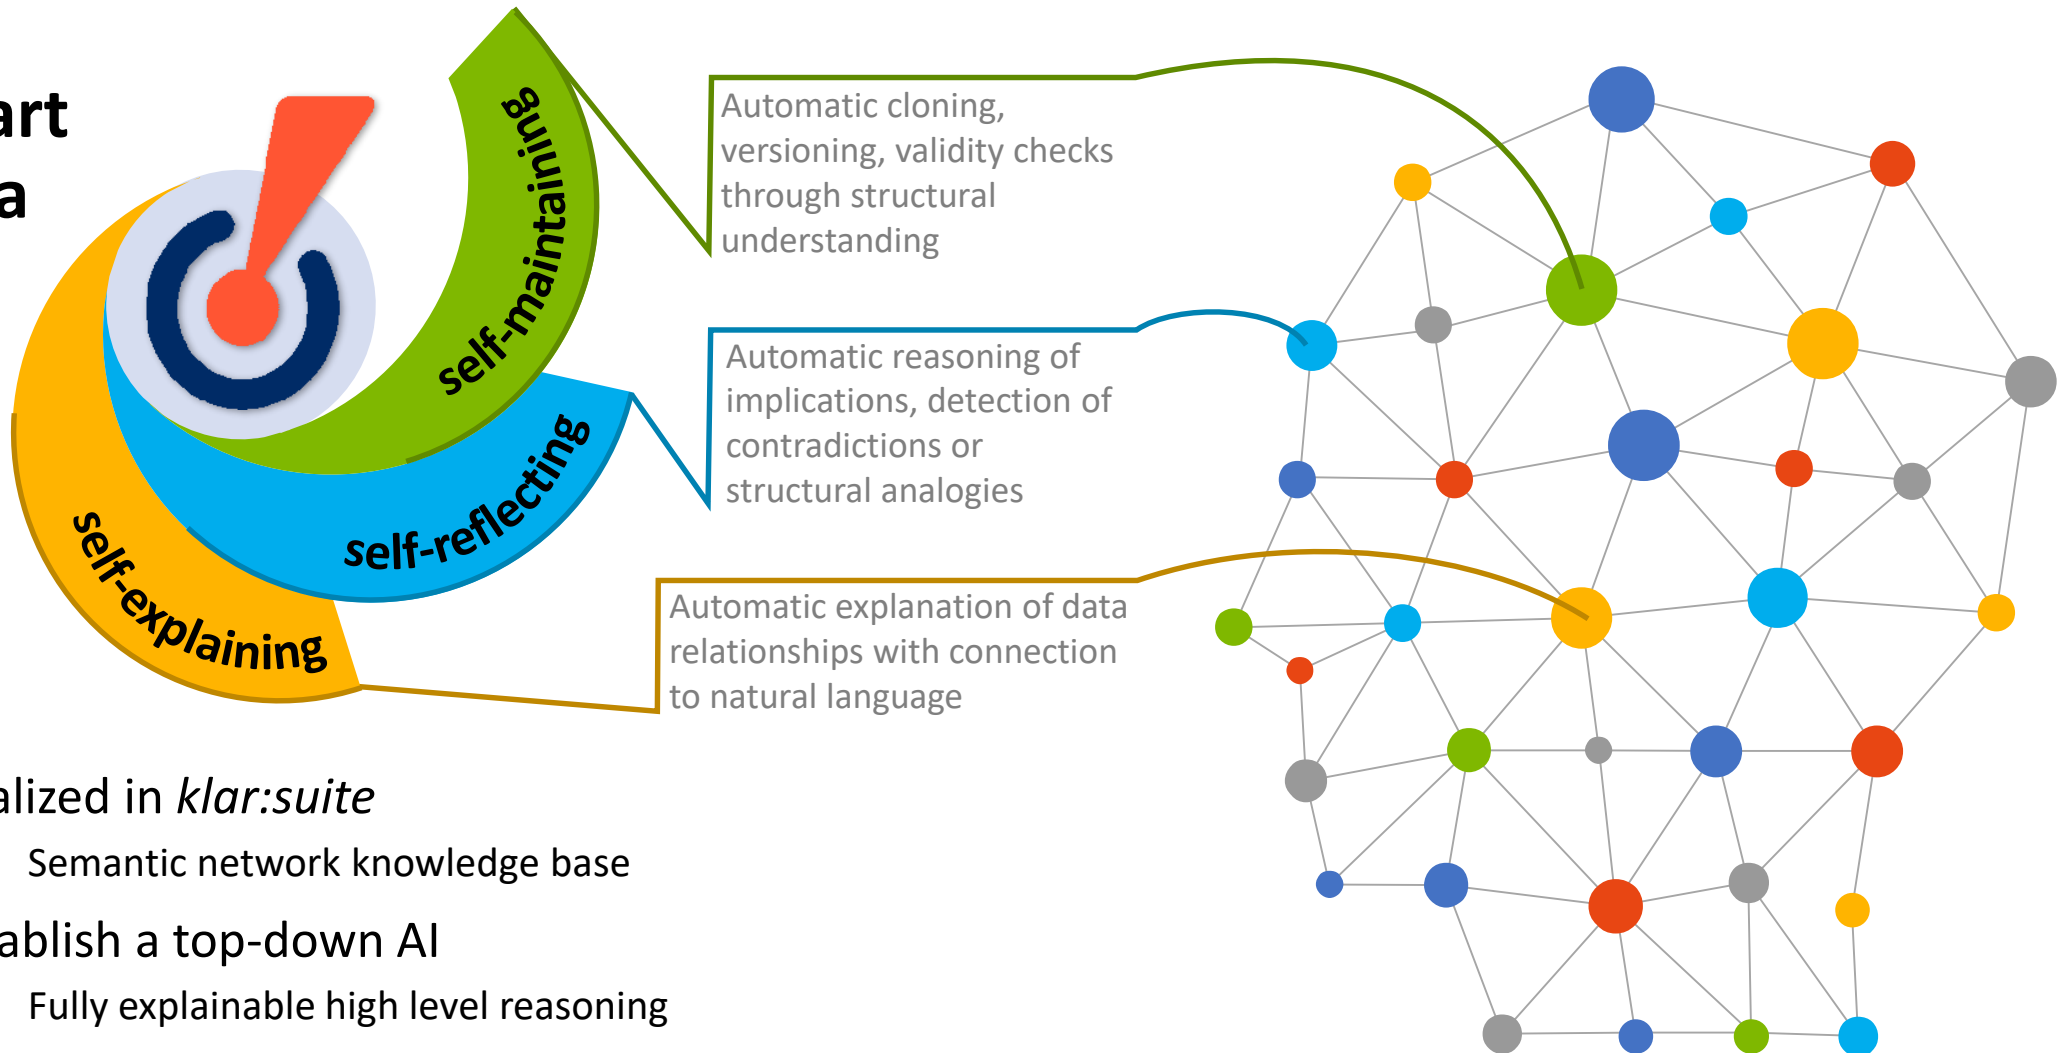 art
a
self-maintaining
self-reflecting
self-explaining
Automatic cloning,
versioning, validity checks
through structural
understanding
Automatic reasoning of
implications, detection of
contradictions or
structural analogies
Automatic explanation of data
relationships with connection
to natural language
alized in klar:suite
Semantic network knowledge base
ablish a top-down AI
Fully explainable high level reasoning